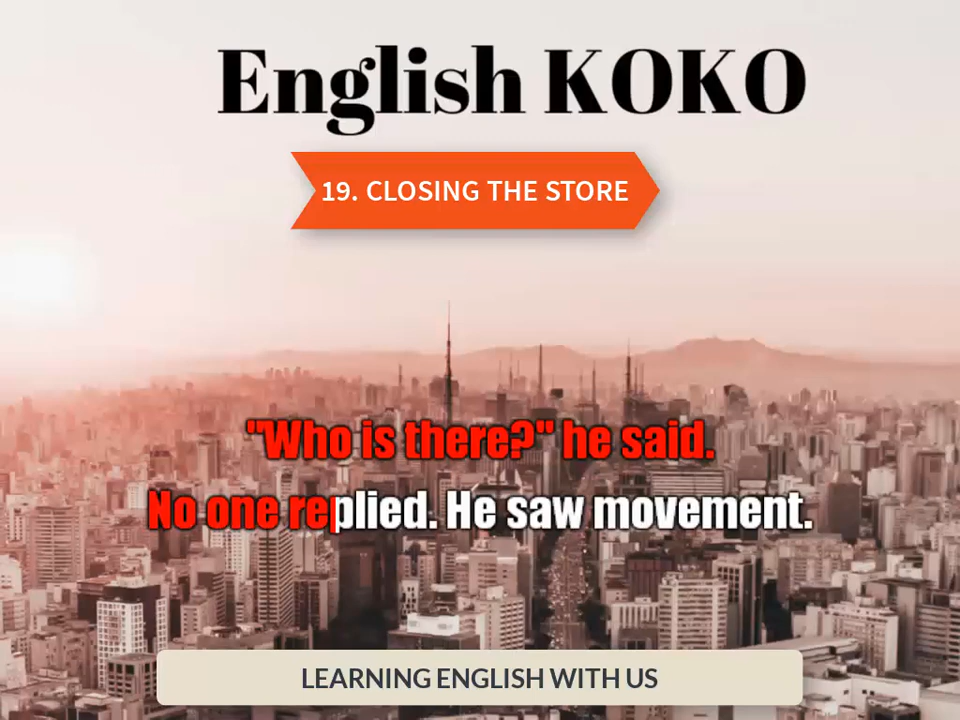 English KOKO
19. CLOSING THE STORE
"Who is there?" he said.
No one replied. He saw movement.
LEARNING ENGLISH WITH US